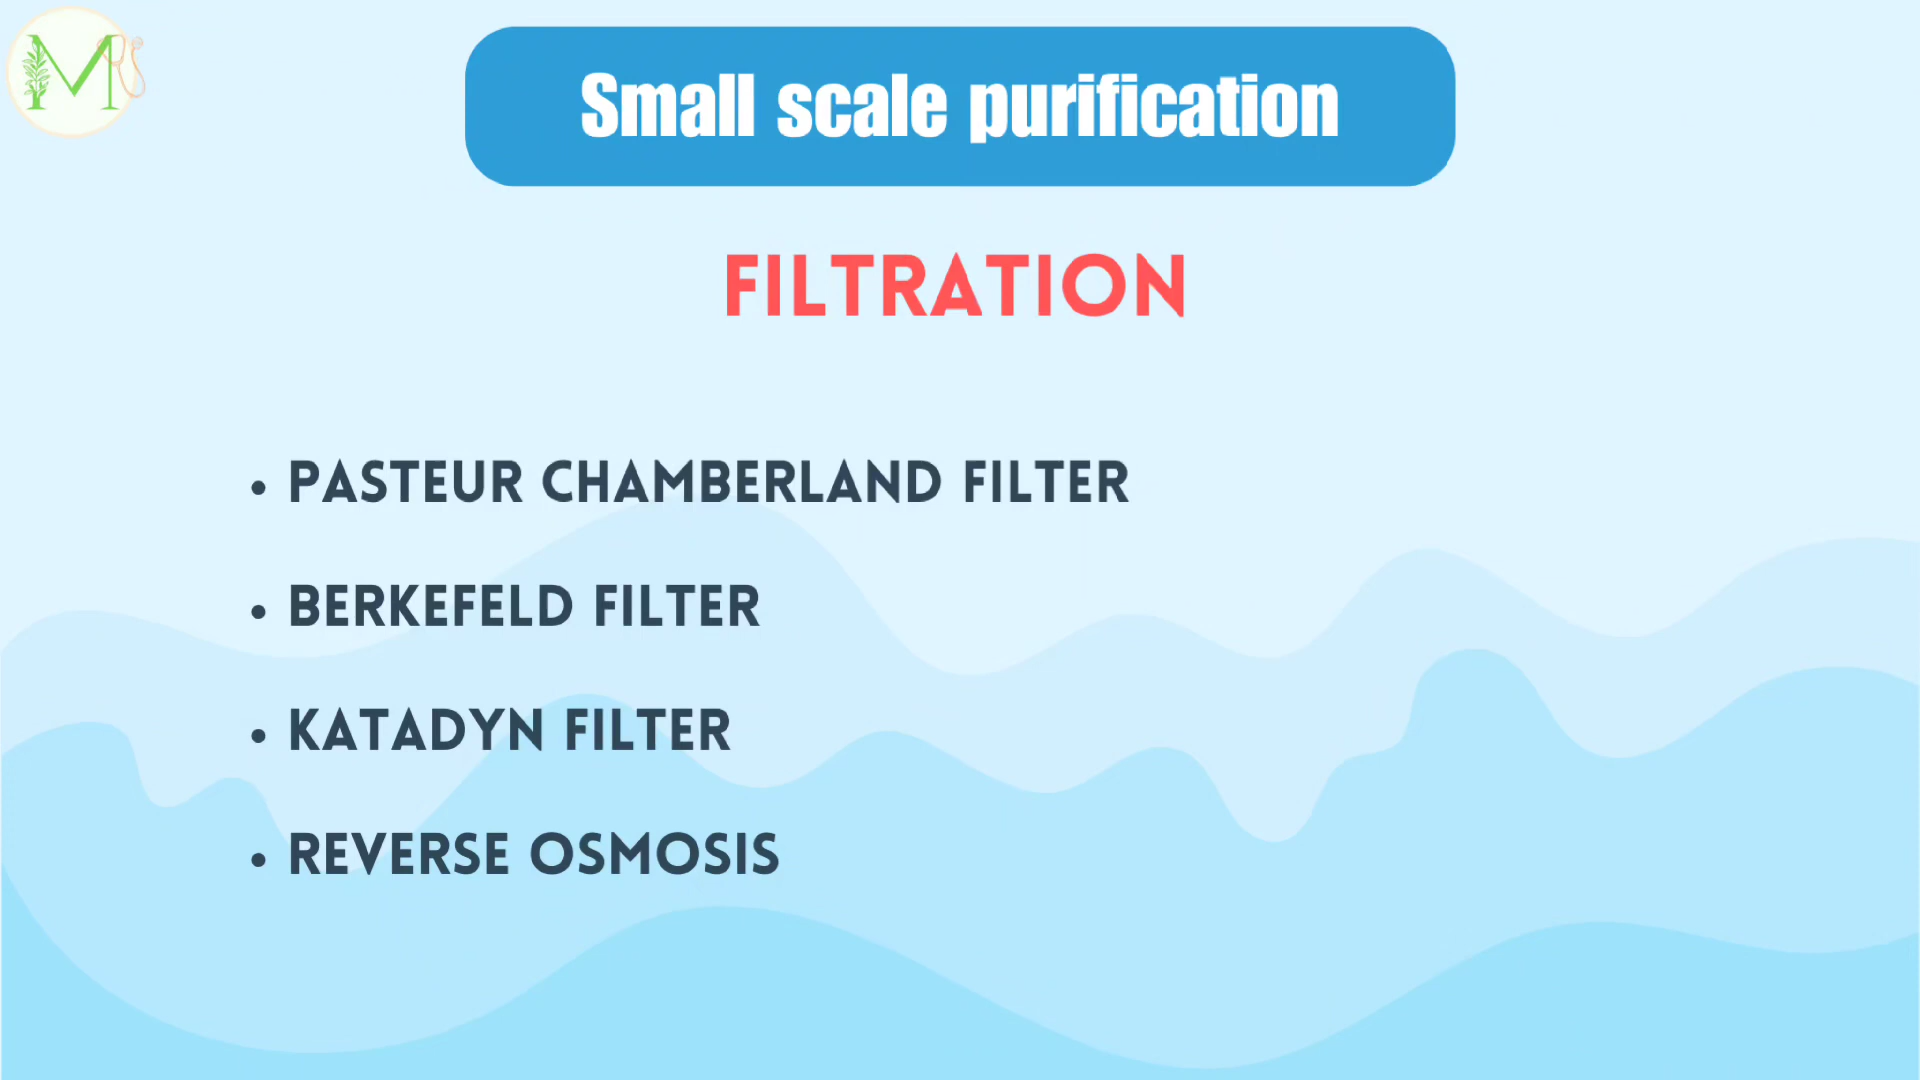 M
Small scale purification
FILTRATION
• PASTEUR CHAMBERLAND FILTER
• BERKEFELD FILTER
• KATADYN FILTER
• REVERSE OSMOSIS